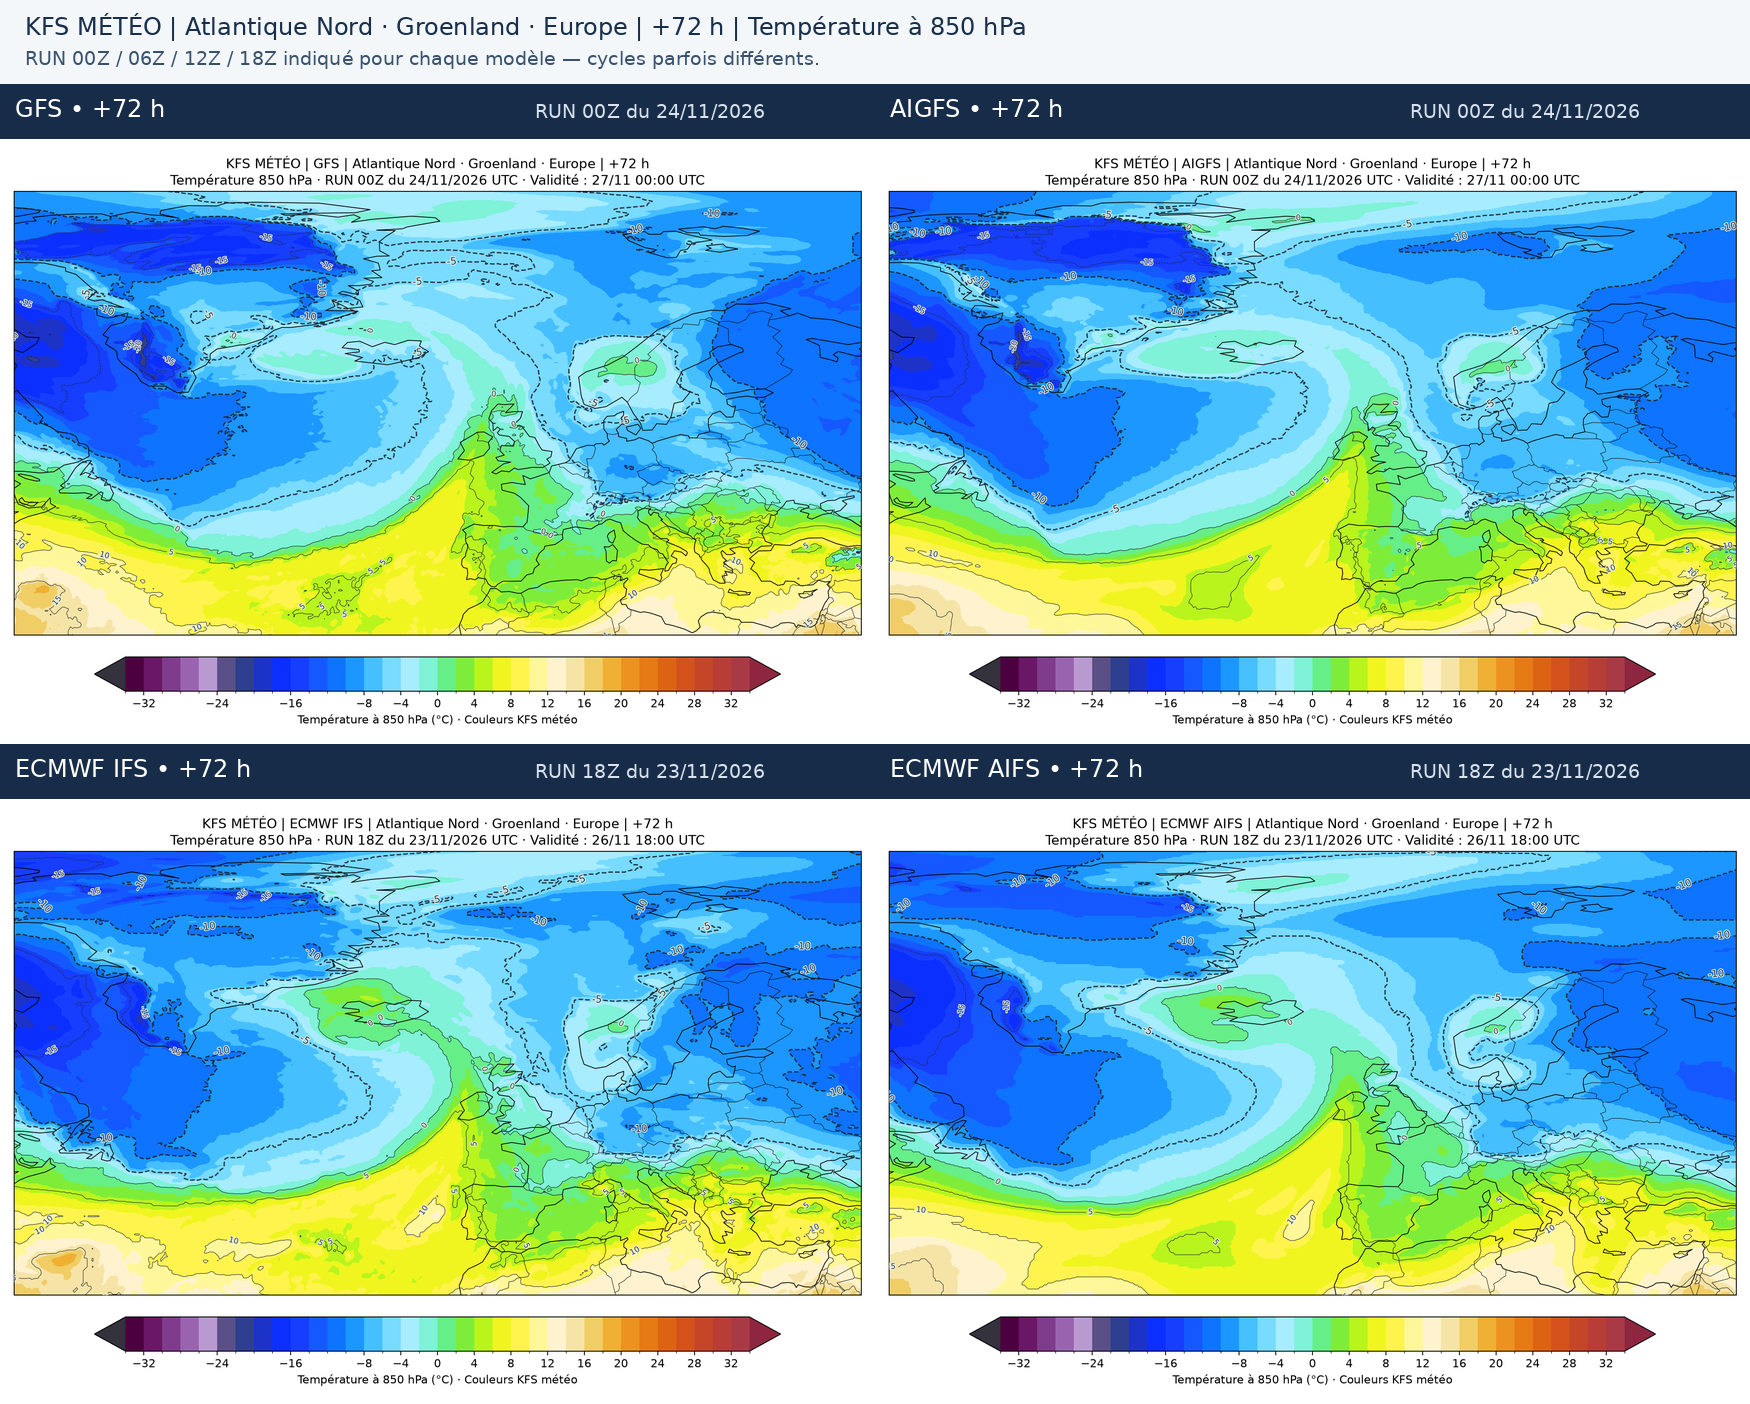 KFS MÉTÉO | Atlantique Nord · Groenland · Europe | +72 h | Température à 850 hPa
RUN 00Z / 06Z / 12Z / 18Z indiqué pour chaque modèle — cycles parfois différents.
GFS • +72 h
RUN 00Z du 24/11/2026
KFS MÉTÉO | GFS | Atlantique Nord · Groenland · Europe | +72 h
Température 850 hPa · RUN 00Z du 24/11/2026 UTC · Validité : 27/11 00:00 UTC
−32 −24 −16 −8 −4 0 4 8 12 16 20 24 28 32
Température à 850 hPa (°C) · Couleurs KFS météo
AIGFS • +72 h
RUN 00Z du 24/11/2026
KFS MÉTÉO | AIGFS | Atlantique Nord · Groenland · Europe | +72 h
Température 850 hPa · RUN 00Z du 24/11/2026 UTC · Validité : 27/11 00:00 UTC
−32 −24 −16 −8 −4 0 4 8 12 16 20 24 28 32
Température à 850 hPa (°C) · Couleurs KFS météo
ECMWF IFS • +72 h
RUN 18Z du 23/11/2026
KFS MÉTÉO | ECMWF IFS | Atlantique Nord · Groenland · Europe | +72 h
Température 850 hPa · RUN 18Z du 23/11/2026 UTC · Validité : 26/11 18:00 UTC
−32 −24 −16 −8 −4 0 4 8 12 16 20 24 28 32
Température à 850 hPa (°C) · Couleurs KFS météo
ECMWF AIFS • +72 h
RUN 18Z du 23/11/2026
KFS MÉTÉO | ECMWF AIFS | Atlantique Nord · Groenland · Europe | +72 h
Température 850 hPa · RUN 18Z du 23/11/2026 UTC · Validité : 26/11 18:00 UTC
−32 −24 −16 −8 −4 0 4 8 12 16 20 24 28 32
Température à 850 hPa (°C) · Couleurs KFS météo